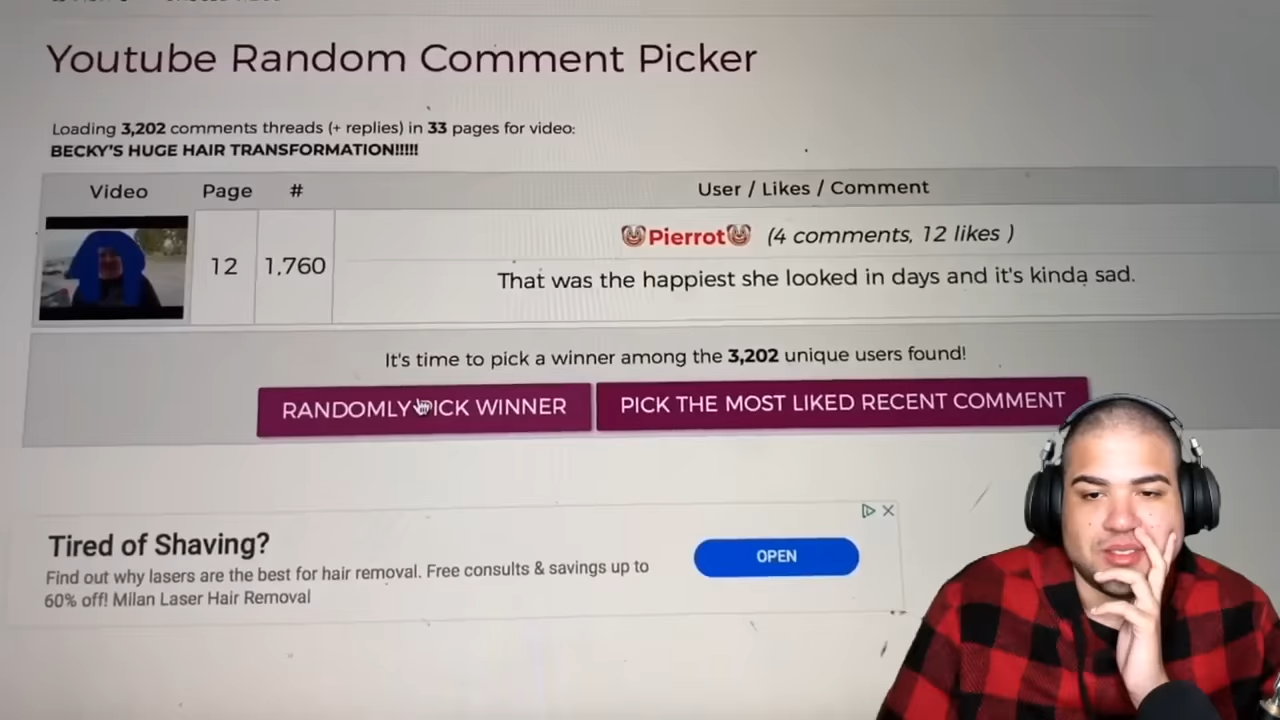 Youtube Random Comment Picker
Loading 3,202 comments threads (+ replies) in 33 pages for video:
BECKY'S HUGE HAIR TRANSFORMATION!!!!!
Video Page # User / Likes / Comment
🤡Pierrot🤡 (4 comments, 12 likes )
12 1,760
That was the happiest she looked in days and it's kinda sad.
It's time to pick a winner among the 3,202 unique users found!
RANDOMLY PICK WINNER PICK THE MOST LIKED RECENT COMMENT
Tired of Shaving?
Find out why lasers are the best for hair removal. Free consults & savings up to
60% off! Milan Laser Hair Removal
OPEN